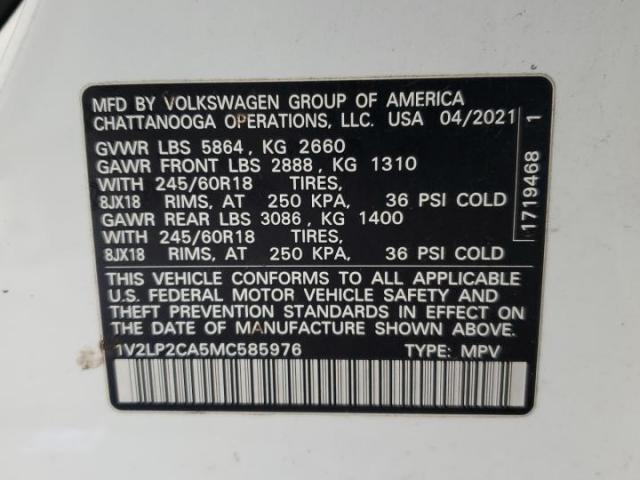 MFD BY VOLKSWAGEN GROUP OF AMERICA
CHATTANOOGA OPERATIONS, LLC. USA 04/2021
GVWR LBS 5864, KG 2660
GAWR FRONT LBS 2888, KG 1310
WITH 245/60R18 TIRES,
8JX18 RIMS, AT 250 KPA, 36 PSI COLD
GAWR REAR LBS 3086, KG 1400
WITH 245/60R18 TIRES,
8JX18 RIMS, AT 250 KPA, 36 PSI COLD
THIS VEHICLE CONFORMS TO ALL APPLICABLE
U.S. FEDERAL MOTOR VEHICLE SAFETY AND
THEFT PREVENTION STANDARDS IN EFFECT ON
THE DATE OF MANUFACTURE SHOWN ABOVE.
1V2LP2CA5MC585976 TYPE: MPV
1719468 1